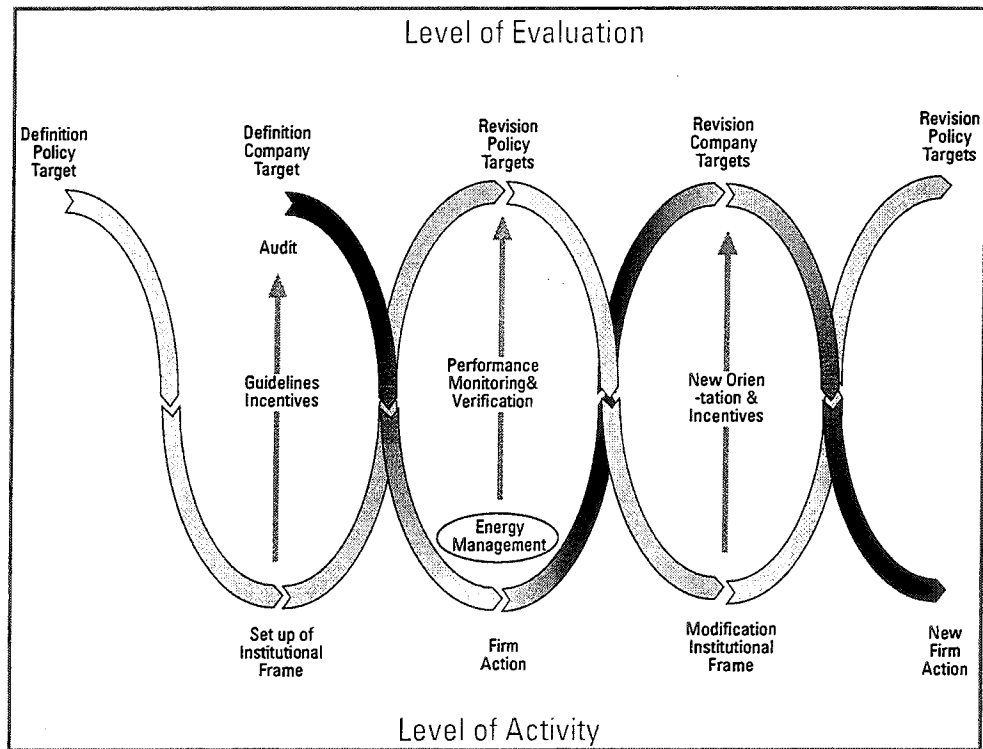 Level of Evaluation
Definition
Policy
Target
Definition
Company
Target
Revision
Policy
Targets
Revision
Company
Targets
Revision
Policy
Targets
Audit
Guidelines
Incentives
Performance
Monitoring&
Verification
New Orien
-tation &
Incentives
Energy
Management
Set up of
Institutional
Frame
Firm
Action
Modification
Institutional
Frame
New
Firm
Action
Level of Activity